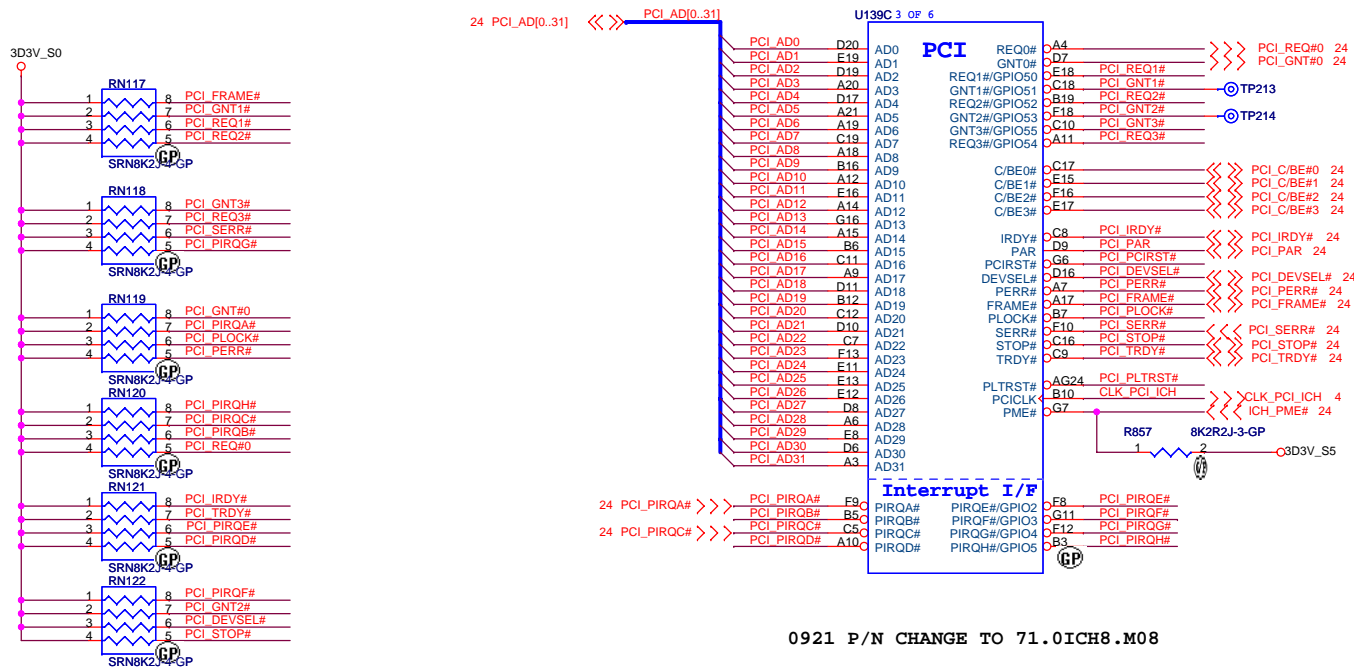 24 PCI_AD[0..31]
PCI_AD[0..31]
3D3V_S0
RN117
1 8 PCI_FRAME#
2 7 PCI_GNT1#
3 6 PCI_REQ1#
4 5 PCI_REQ2#
GP
SRN8K2J-4-GP
RN118
1 8 PCI_GNT3#
2 7 PCI_REQ3#
3 6 PCI_SERR#
4 5 PCI_PIRQG#
GP
SRN8K2J-4-GP
RN119
1 8 PCI_GNT#0
2 7 PCI_PIRQA#
3 6 PCI_PLOCK#
4 5 PCI_PERR#
GP
SRN8K2J-4-GP
RN120
1 8 PCI_PIRQH#
2 7 PCI_PIRQC#
3 6 PCI_PIRQB#
4 5 PCI_REQ#0
GP
SRN8K2J-4-GP
RN121
1 8 PCI_IRDY#
2 7 PCI_TRDY#
3 6 PCI_PIRQE#
4 5 PCI_PIRQD#
GP
SRN8K2J-4-GP
RN122
1 8 PCI_PIRQF#
2 7 PCI_GNT2#
3 6 PCI_DEVSEL#
4 5 PCI_STOP#
GP
SRN8K2J-4-GP
U139C 3 OF 6
PCI
PCI_AD0 D20 AD0
PCI_AD1 E19 AD1
PCI_AD2 D19 AD2
PCI_AD3 A20 AD3
PCI_AD4 D17 AD4
PCI_AD5 A21 AD5
PCI_AD6 A19 AD6
PCI_AD7 C19 AD7
PCI_AD8 A18 AD8
PCI_AD9 B16 AD9
PCI_AD10 A12 AD10
PCI_AD11 E16 AD11
PCI_AD12 A14 AD12
PCI_AD13 G16 AD13
PCI_AD14 A15 AD14
PCI_AD15 B6 AD15
PCI_AD16 C11 AD16
PCI_AD17 A9 AD17
PCI_AD18 D11 AD18
PCI_AD19 B12 AD19
PCI_AD20 C12 AD20
PCI_AD21 D10 AD21
PCI_AD22 C7 AD22
PCI_AD23 F13 AD23
PCI_AD24 E11 AD24
PCI_AD25 E13 AD25
PCI_AD26 E12 AD26
PCI_AD27 D8 AD27
PCI_AD28 A6 AD28
PCI_AD29 E8 AD29
PCI_AD30 D6 AD30
PCI_AD31 A3 AD31
REQ0# A4 PCI_REQ#0 24
GNT0# D7 PCI_GNT#0 24
REQ1#/GPIO50 E18 PCI_REQ1#
GNT1#/GPIO51 C18 PCI_GNT1# TP213
REQ2#/GPIO52 B19 PCI_REQ2#
GNT2#/GPIO53 F18 PCI_GNT2# TP214
GNT3#/GPIO55 C10 PCI_GNT3#
REQ3#/GPIO54 A11 PCI_REQ3#
C/BE0# C17 PCI_C/BE#0 24
C/BE1# E15 PCI_C/BE#1 24
C/BE2# F16 PCI_C/BE#2 24
C/BE3# E17 PCI_C/BE#3 24
IRDY# C8 PCI_IRDY# PCI_IRDY# 24
PAR D9 PCI_PAR PCI_PAR 24
PCIRST# G6 PCI_PCIRST#
DEVSEL# D16 PCI_DEVSEL# PCI_DEVSEL# 24
PERR# A7 PCI_PERR# PCI_PERR# 24
FRAME# A17 PCI_FRAME# PCI_FRAME# 24
PLOCK# B7 PCI_PLOCK#
SERR# F10 PCI_SERR# PCI_SERR# 24
STOP# C16 PCI_STOP# PCI_STOP# 24
TRDY# C9 PCI_TRDY# PCI_TRDY# 24
PLTRST# AG24 PCI_PLTRST#
PCICLK B10 CLK_PCI_ICH CLK_PCI_ICH 4
PME# G7 ICH_PME# 24
R857 8K2R2J-3-GP
1 2 3D3V_S5
Interrupt I/F
24 PCI_PIRQA# PCI_PIRQA# F9 PIRQA#
PCI_PIRQB# B5 PIRQB#
24 PCI_PIRQC# PCI_PIRQC# C5 PIRQC#
PCI_PIRQD# A10 PIRQD#
PIRQE#/GPIO2 F8 PCI_PIRQE#
PIRQF#/GPIO3 G11 PCI_PIRQF#
PIRQG#/GPIO4 F12 PCI_PIRQG#
PIRQH#/GPIO5 B3 PCI_PIRQH#
GP
0921 P/N CHANGE TO 71.0ICH8.M08